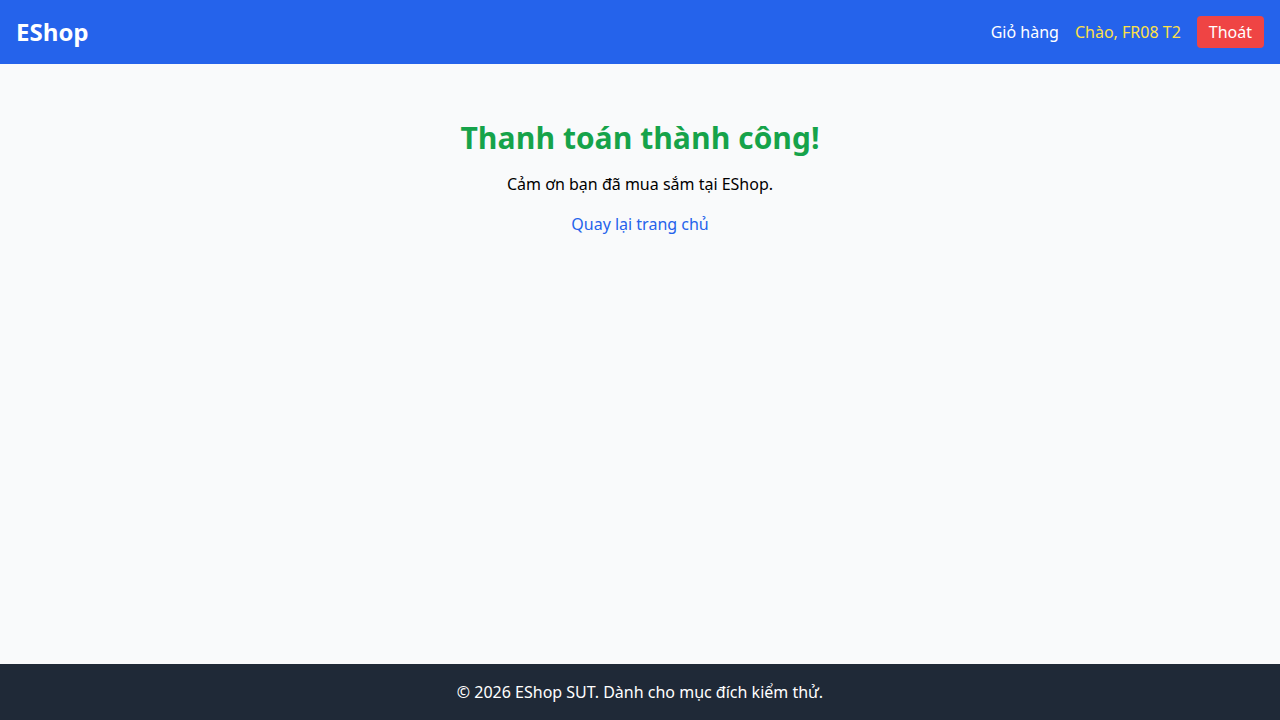 EShop
Giỏ hàng
Chào, FR08 T2
Thoát
Thanh toán thành công!
Cảm ơn bạn đã mua sắm tại EShop.
Quay lại trang chủ
© 2026 EShop SUT. Dành cho mục đích kiểm thử.